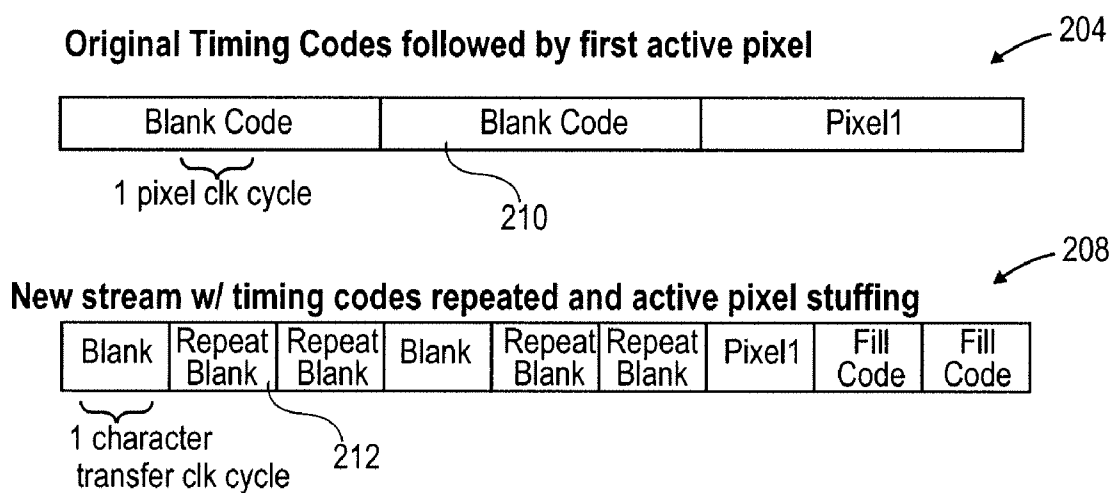 Original Timing Codes followed by first active pixel
204
Blank Code Blank Code Pixel1
1 pixel clk cycle
210
208
New stream w/ timing codes repeated and active pixel stuffing
Blank Repeat Blank Repeat Blank Blank Repeat Blank Repeat Blank Pixel1 Fill Code Fill Code
1 character
transfer clk cycle
212